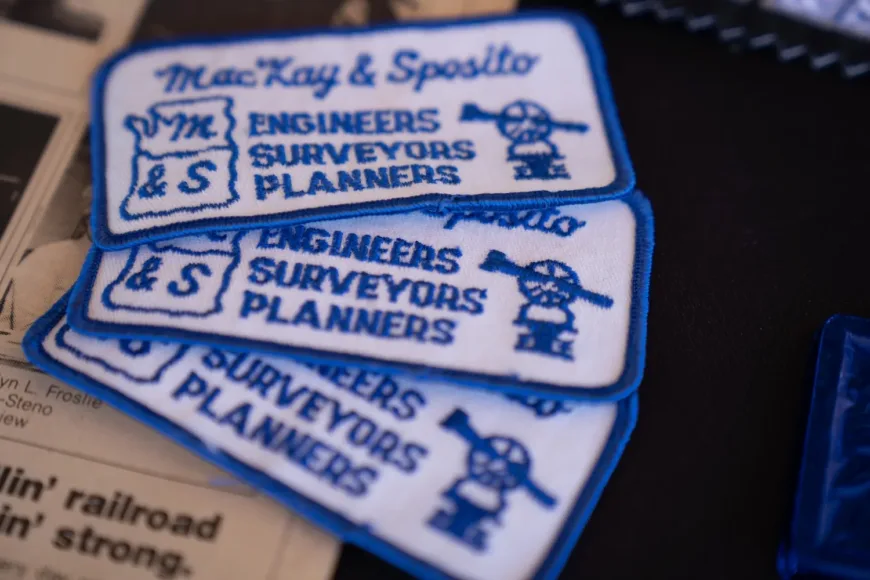 MacKay & Sposito
M
& S
ENGINEERS
SURVEYORS
PLANNERS
Sposito
& S
ENGINEERS
SURVEYORS
PLANNERS
SURVEYORS
PLANNERS
yn L. Froslie
-Steno
iew
lin' railroad
in' strong.